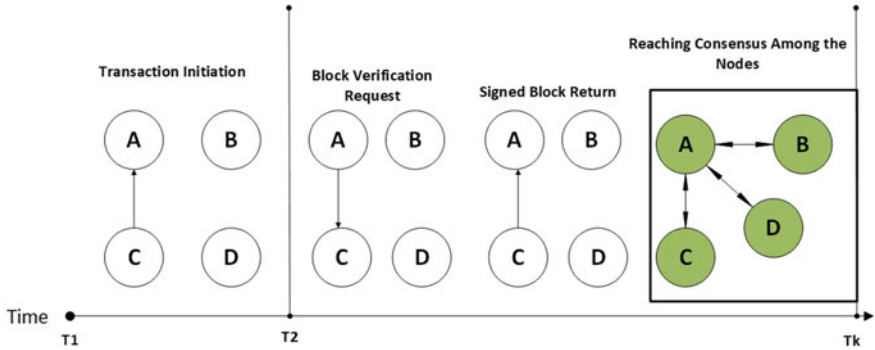 Transaction Initiation
A
B
C
D
Block Verification
Request
A
B
C
D
Signed Block Return
A
B
C
D
Reaching Consensus Among the
Nodes
A
B
D
C
Time
T1
T2
Tk